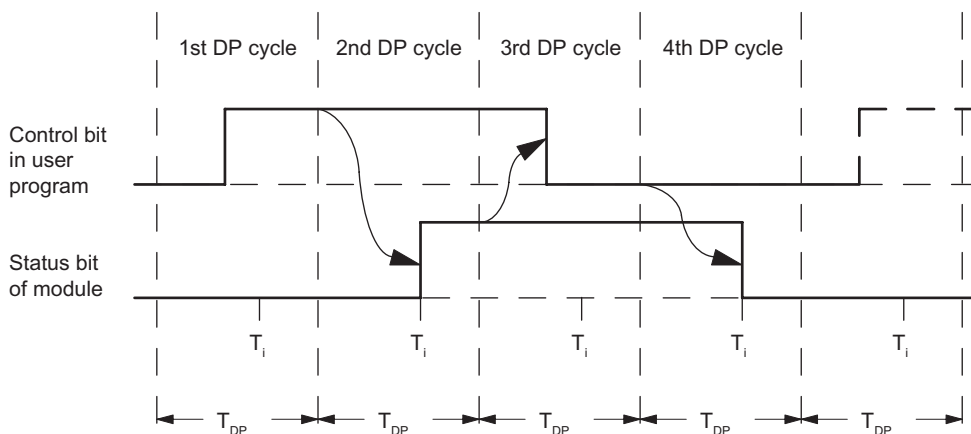 1st DP cycle 2nd DP cycle 3rd DP cycle 4th DP cycle
Control bit
in user
program
Status bit
of module
Ti Ti Ti Ti Ti
TDP TDP TDP TDP TDP